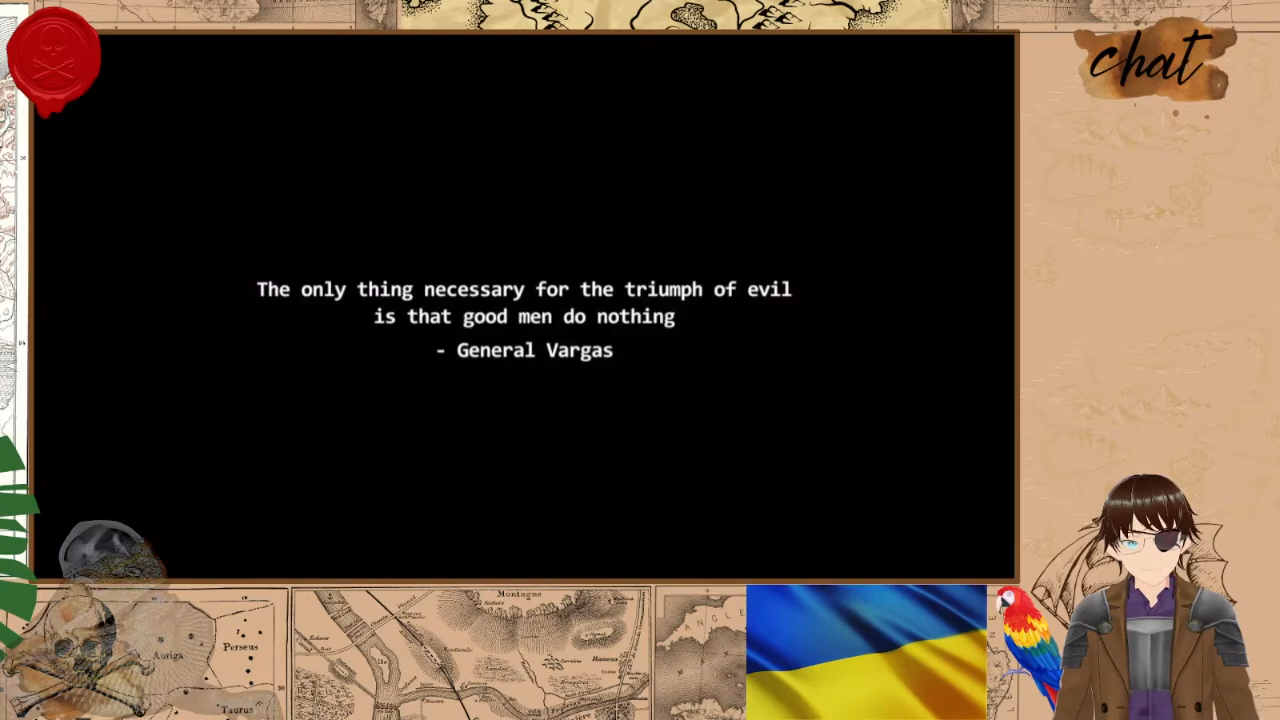 chat
The only thing necessary for the triumph of evil
is that good men do nothing
- General Vargas
Montagne
Auriga
Perseus
Taurus